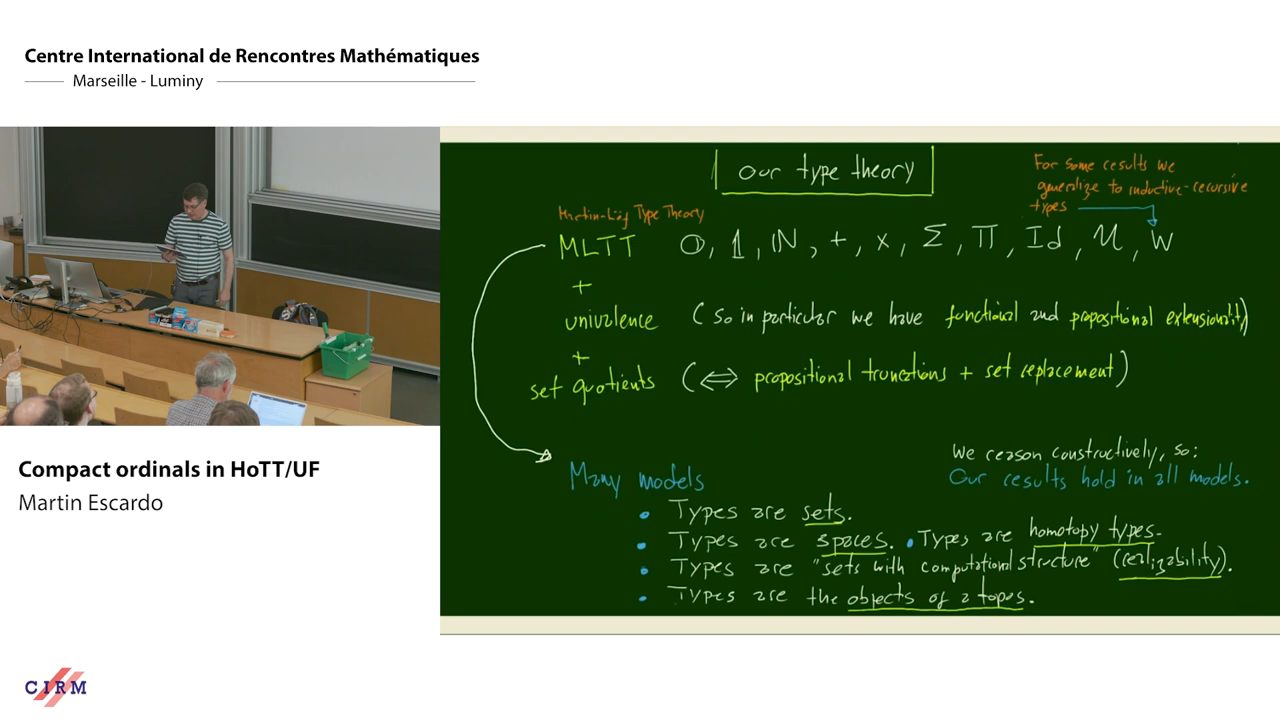 Centre International de Rencontres Mathématiques
Marseille - Luminy
Our type theory
For some results we
generalize to inductive-recursive
types
Martin-Löf Type Theory
MLTT 𝟘, 𝟙, ℕ, +, ×, Σ, Π, Id, 𝒰, W
+
univalence (so in particular we have functional and propositional extensionality)
+
set quotients (⟺ propositional truncations + set replacement)
We reason constructively, so:
Our results hold in all models.
Many models
• Types are sets.
• Types are spaces. • Types are homotopy types.
• Types are "sets with computational structure" (realizability).
• Types are the objects of a topos.
Compact ordinals in HoTT/UF
Martin Escardo
CIRM